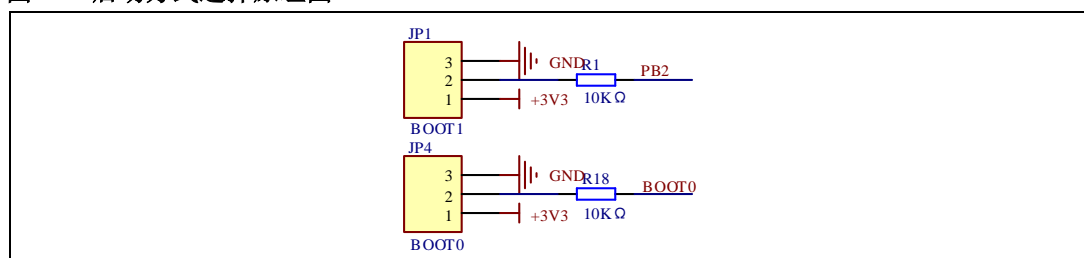 JP1
3
GND
R1
PB2
2
1
+3V3
10KΩ
BOOT1
JP4
3
GND
R18
BOOT0
2
1
+3V3
10KΩ
BOOT0